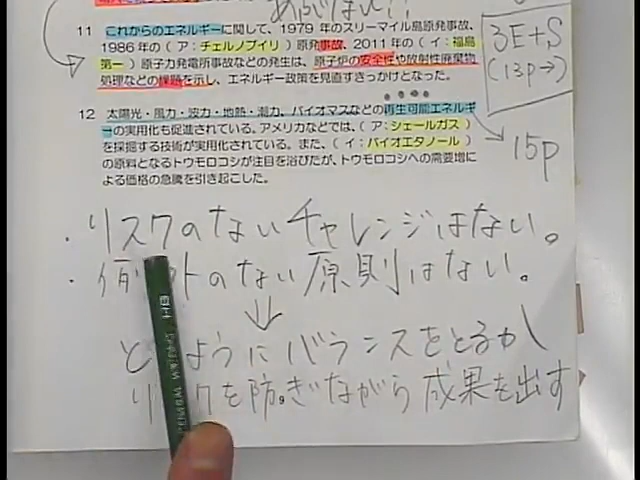 11 これからのエネルギーに関して、1979年のスリーマイル島原発事故、
1986年の(ア:チェルノブイリ)原発事故、2011年の(イ:福島
第一)原子力発電所事故などの発生は、原子炉の安全性や放射性廃棄物
処理などの課題を示し、エネルギー政策を見直すきっかけとなった。
3E+S
(13p→)
12 太陽光・風力・波力・地熱・潮力、バイオマスなどの再生可能エネルギ
ーの実用化も促進されている。アメリカなどでは、(ア:シェールガス)
を採掘する技術が実用化されている。また、(イ:バイオエタノール)
の原料となるトウモロコシが注目を浴びたが、トウモロコシへの需要増に
よる価格の急騰を引き起こした。
15p
・リスクのないチャレンジはない。
・例外のない原則はない。
⇓
と ようにバランスをとるか
リ クを防ぎながら成果を出す